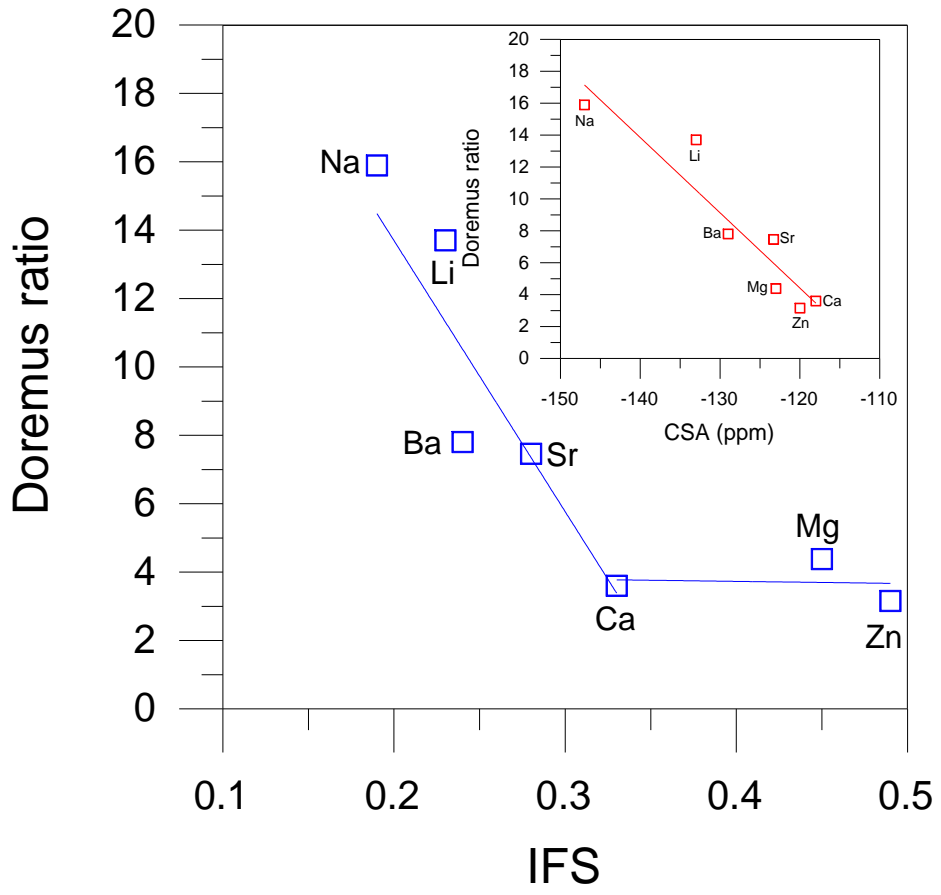 20
18
16
14
12
10
8
6
4
2
0
Doremus ratio
0.1 0.2 0.3 0.4 0.5
IFS
Na
Li
Ba
Sr
Ca
Mg
Zn
20
18
16
14
12
10
8
6
4
2
0
Doremus ratio
-150 -140 -130 -120 -110
CSA (ppm)
Na
Li
Ba
Sr
Mg
Ca
Zn